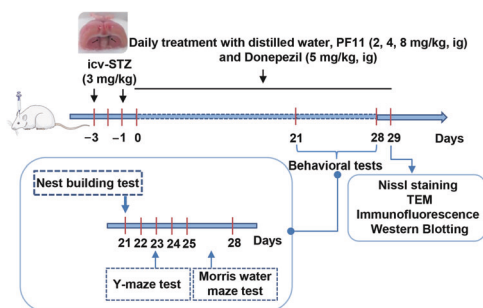 Daily treatment with distilled water, PF11 (2, 4, 8 mg/kg, ig)
and Donepezil (5 mg/kg, ig)
icv-STZ
(3 mg/kg)
−3 −1 0 21 28 29 Days
Behavioral tests
Nissl staining
TEM
Immunofluorescence
Western Blotting
Nest building test
21 22 23 24 25 28 Days
Y-maze test
Morris water
maze test